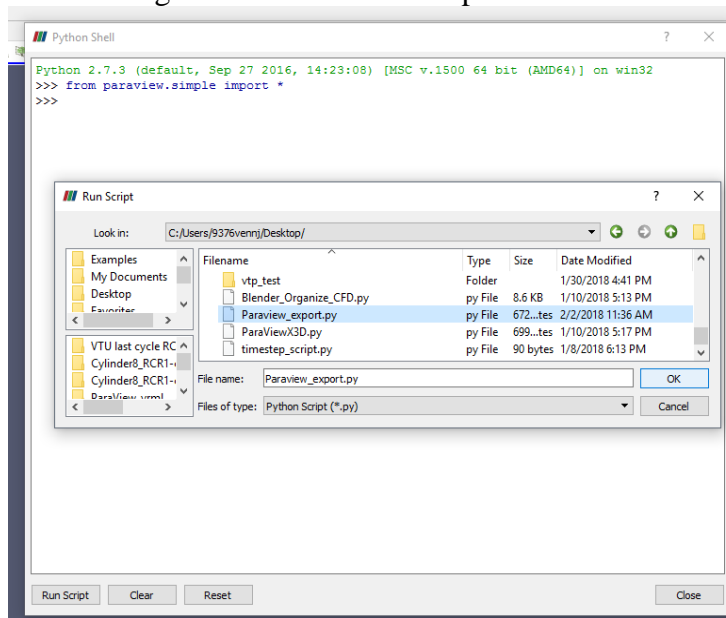 Python Shell
Python 2.7.3 (default, Sep 27 2016, 14:23:08) [MSC v.1500 64 bit (AMD64)] on win32
>>> from paraview.simple import *
>>>
Run Script
Look in: C:/Users/9376vennj/Desktop/
Examples
My Documents
Desktop
Favorites
VTU last cycle RC
Cylinder8_RCR1-
Cylinder8_RCR1-
ParaView vrml
Filename Type Size Date Modified
vtp_test Folder 1/30/2018 4:41 PM
Blender_Organize_CFD.py py File 8.6 KB 1/10/2018 5:13 PM
Paraview_export.py py File 672...tes 2/2/2018 11:36 AM
ParaViewX3D.py py File 699...tes 1/10/2018 5:17 PM
timestep_script.py py File 90 bytes 1/8/2018 6:13 PM
File name: Paraview_export.py OK
Files of type: Python Script (*.py) Cancel
Run Script Clear Reset Close